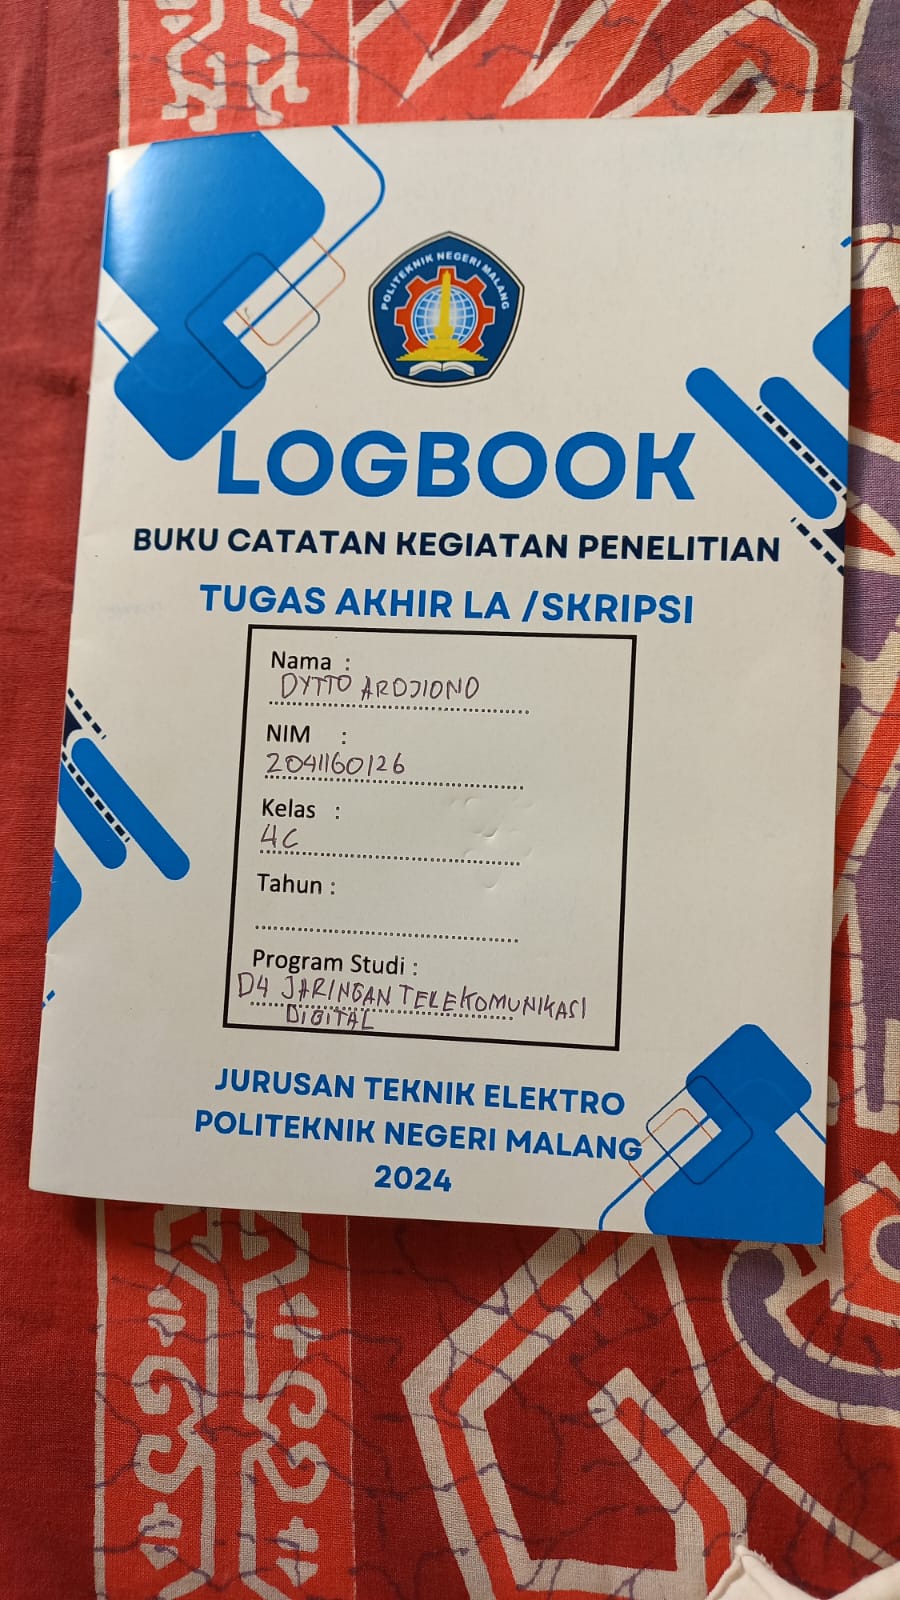 POLITEKNIK NEGERI MALANG
LOGBOOK
BUKU CATATAN KEGIATAN PENELITIAN
TUGAS AKHIR LA /SKRIPSI
Nama :
DYTTO ARDJIONO
NIM :
2041160126
Kelas :
4C
Tahun :
Program Studi :
D4 JARINGAN TELEKOMUNIKASI
DIGITAL
JURUSAN TEKNIK ELEKTRO
POLITEKNIK NEGERI MALANG
2024